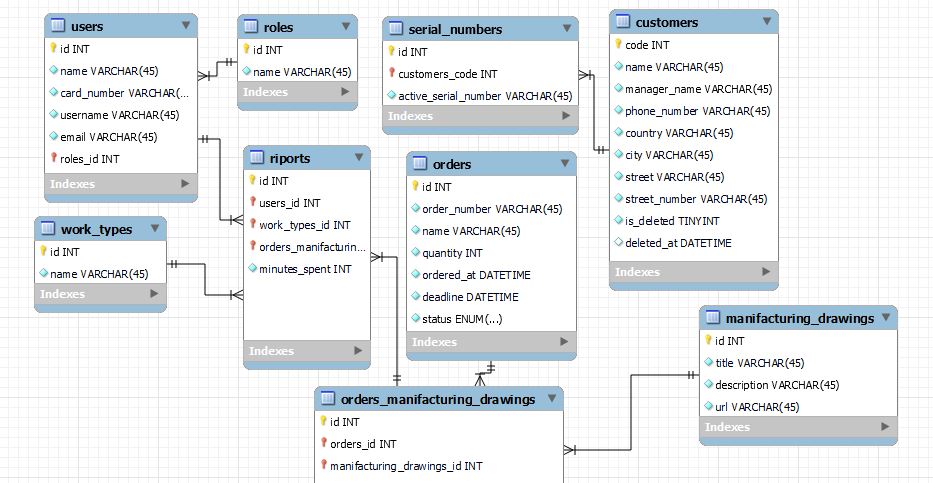 users
id INT
name VARCHAR(45)
card_number VARCHAR(...
username VARCHAR(45)
email VARCHAR(45)
roles_id INT
Indexes
roles
id INT
name VARCHAR(45)
Indexes
serial_numbers
id INT
customers_code INT
active_serial_number VARCHAR(45)
Indexes
customers
code INT
name VARCHAR(45)
manager_name VARCHAR(45)
phone_number VARCHAR(45)
country VARCHAR(45)
city VARCHAR(45)
street VARCHAR(45)
street_number VARCHAR(45)
is_deleted TINYINT
deleted_at DATETIME
Indexes
riports
id INT
users_id INT
work_types_id INT
orders_manifacturin...
minutes_spent INT
Indexes
orders
id INT
order_number VARCHAR(45)
name VARCHAR(45)
quantity INT
ordered_at DATETIME
deadline DATETIME
status ENUM(...)
Indexes
work_types
id INT
name VARCHAR(45)
Indexes
manifacturing_drawings
id INT
title VARCHAR(45)
description VARCHAR(45)
url VARCHAR(45)
Indexes
orders_manifacturing_drawings
id INT
orders_id INT
manifacturing_drawings_id INT